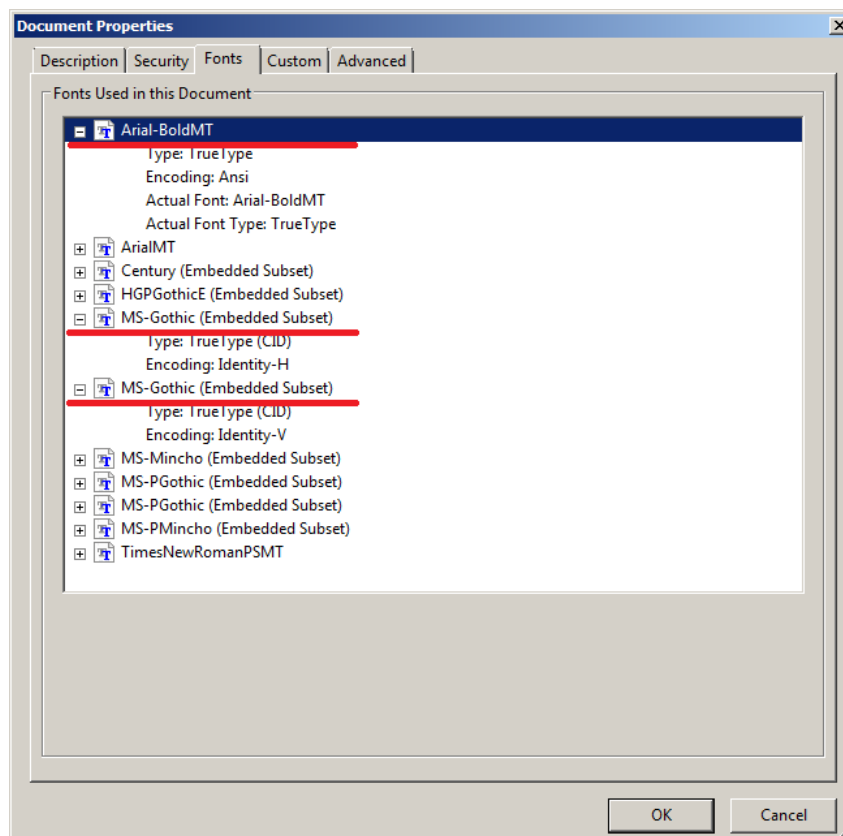 Document Properties
Description Security Fonts Custom Advanced
Fonts Used in this Document
Arial-BoldMT
Type: TrueType
Encoding: Ansi
Actual Font: Arial-BoldMT
Actual Font Type: TrueType
ArialMT
Century (Embedded Subset)
HGPGothicE (Embedded Subset)
MS-Gothic (Embedded Subset)
Type: TrueType (CID)
Encoding: Identity-H
MS-Gothic (Embedded Subset)
Type: TrueType (CID)
Encoding: Identity-V
MS-Mincho (Embedded Subset)
MS-PGothic (Embedded Subset)
MS-PGothic (Embedded Subset)
MS-PMincho (Embedded Subset)
TimesNewRomanPSMT
OK Cancel